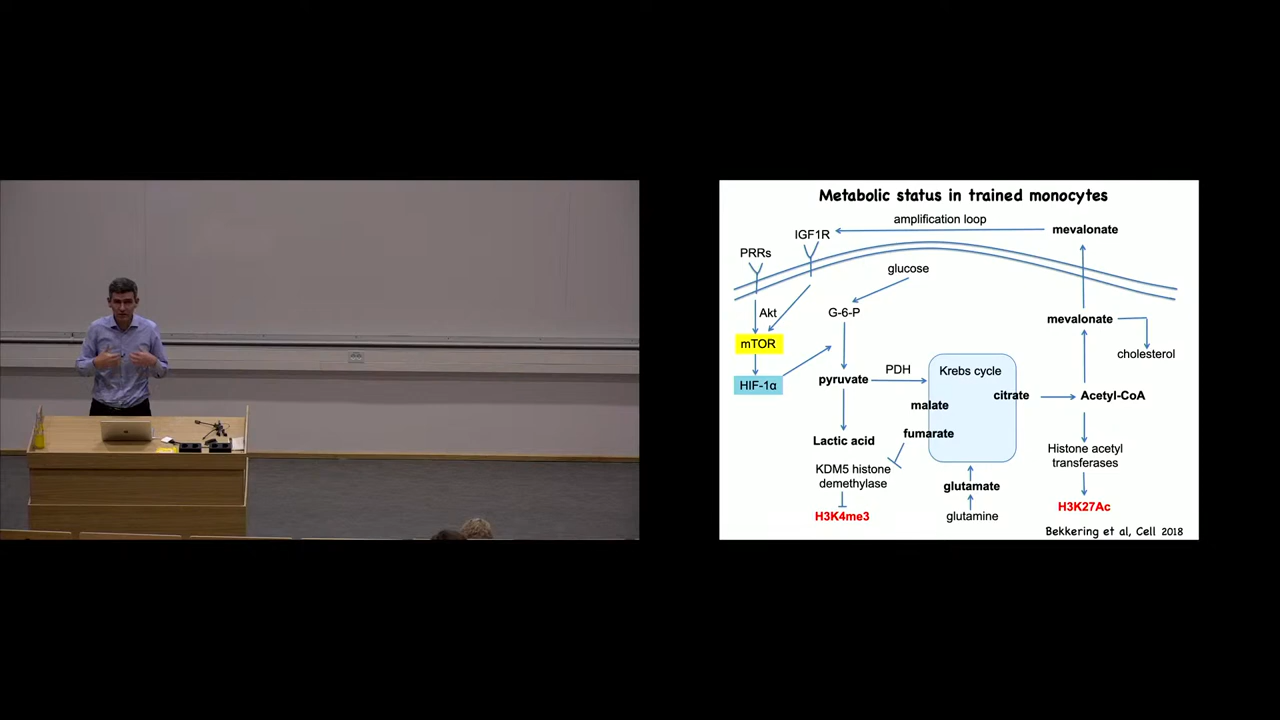 Metabolic status in trained monocytes
amplification loop
mevalonate
IGF1R
PRRs
glucose
Akt
G-6-P
mevalonate
mTOR
cholesterol
HIF-1α
pyruvate
PDH
Krebs cycle
malate
citrate
Acetyl-CoA
Lactic acid
fumarate
KDM5 histone
demethylase
Histone acetyl
transferases
glutamate
H3K4me3
glutamine
H3K27Ac
Bekkering et al, Cell 2018